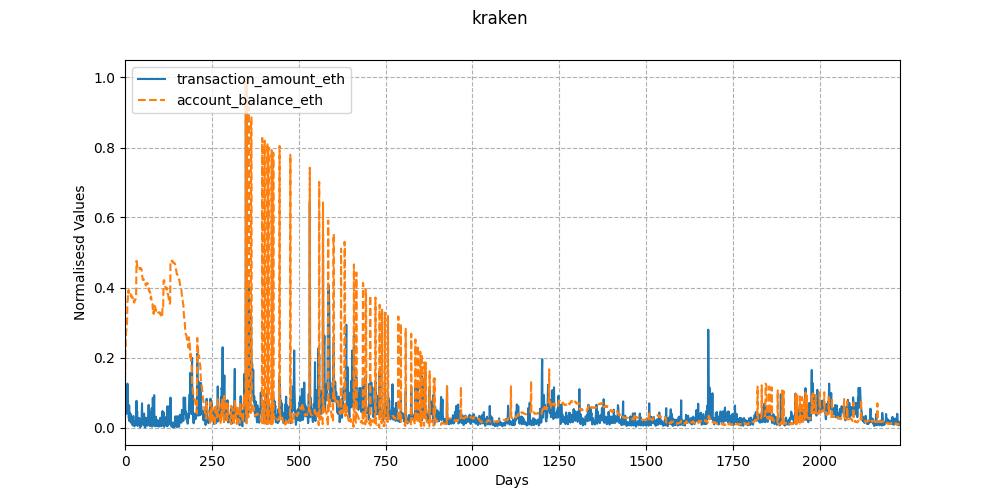 kraken
transaction_amount_eth
account_balance_eth
1.0
0.8
0.6
0.4
0.2
0.0
Normalisesd Values
0 250 500 750 1000 1250 1500 1750 2000
Days